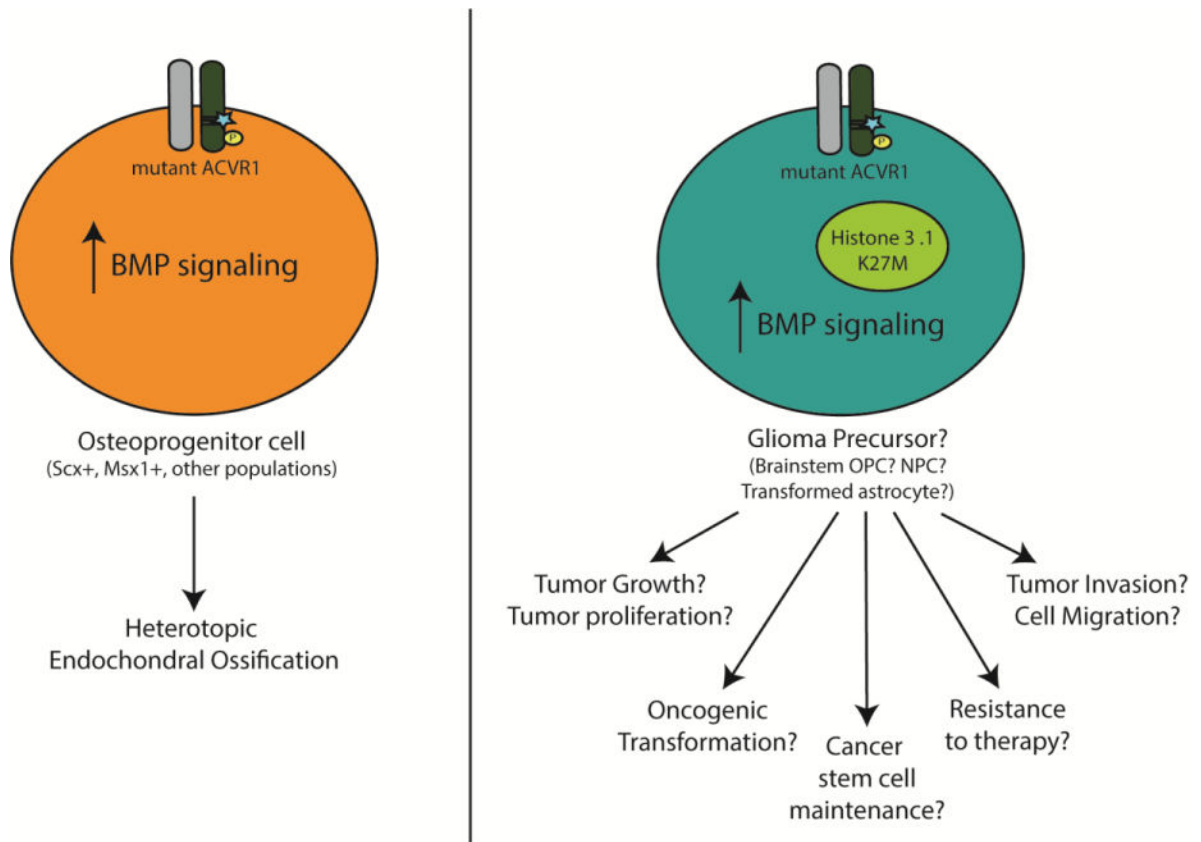 P
mutant ACVR1
BMP signaling
Osteoprogenitor cell
(Scx+, Msx1+, other populations)
Heterotopic
Endochondral Ossification
P
mutant ACVR1
Histone 3 .1
K27M
BMP signaling
Glioma Precursor?
(Brainstem OPC? NPC?
Transformed astrocyte?)
Tumor Growth?
Tumor proliferation?
Oncogenic
Transformation?
Cancer
stem cell
maintenance?
Resistance
to therapy?
Tumor Invasion?
Cell Migration?